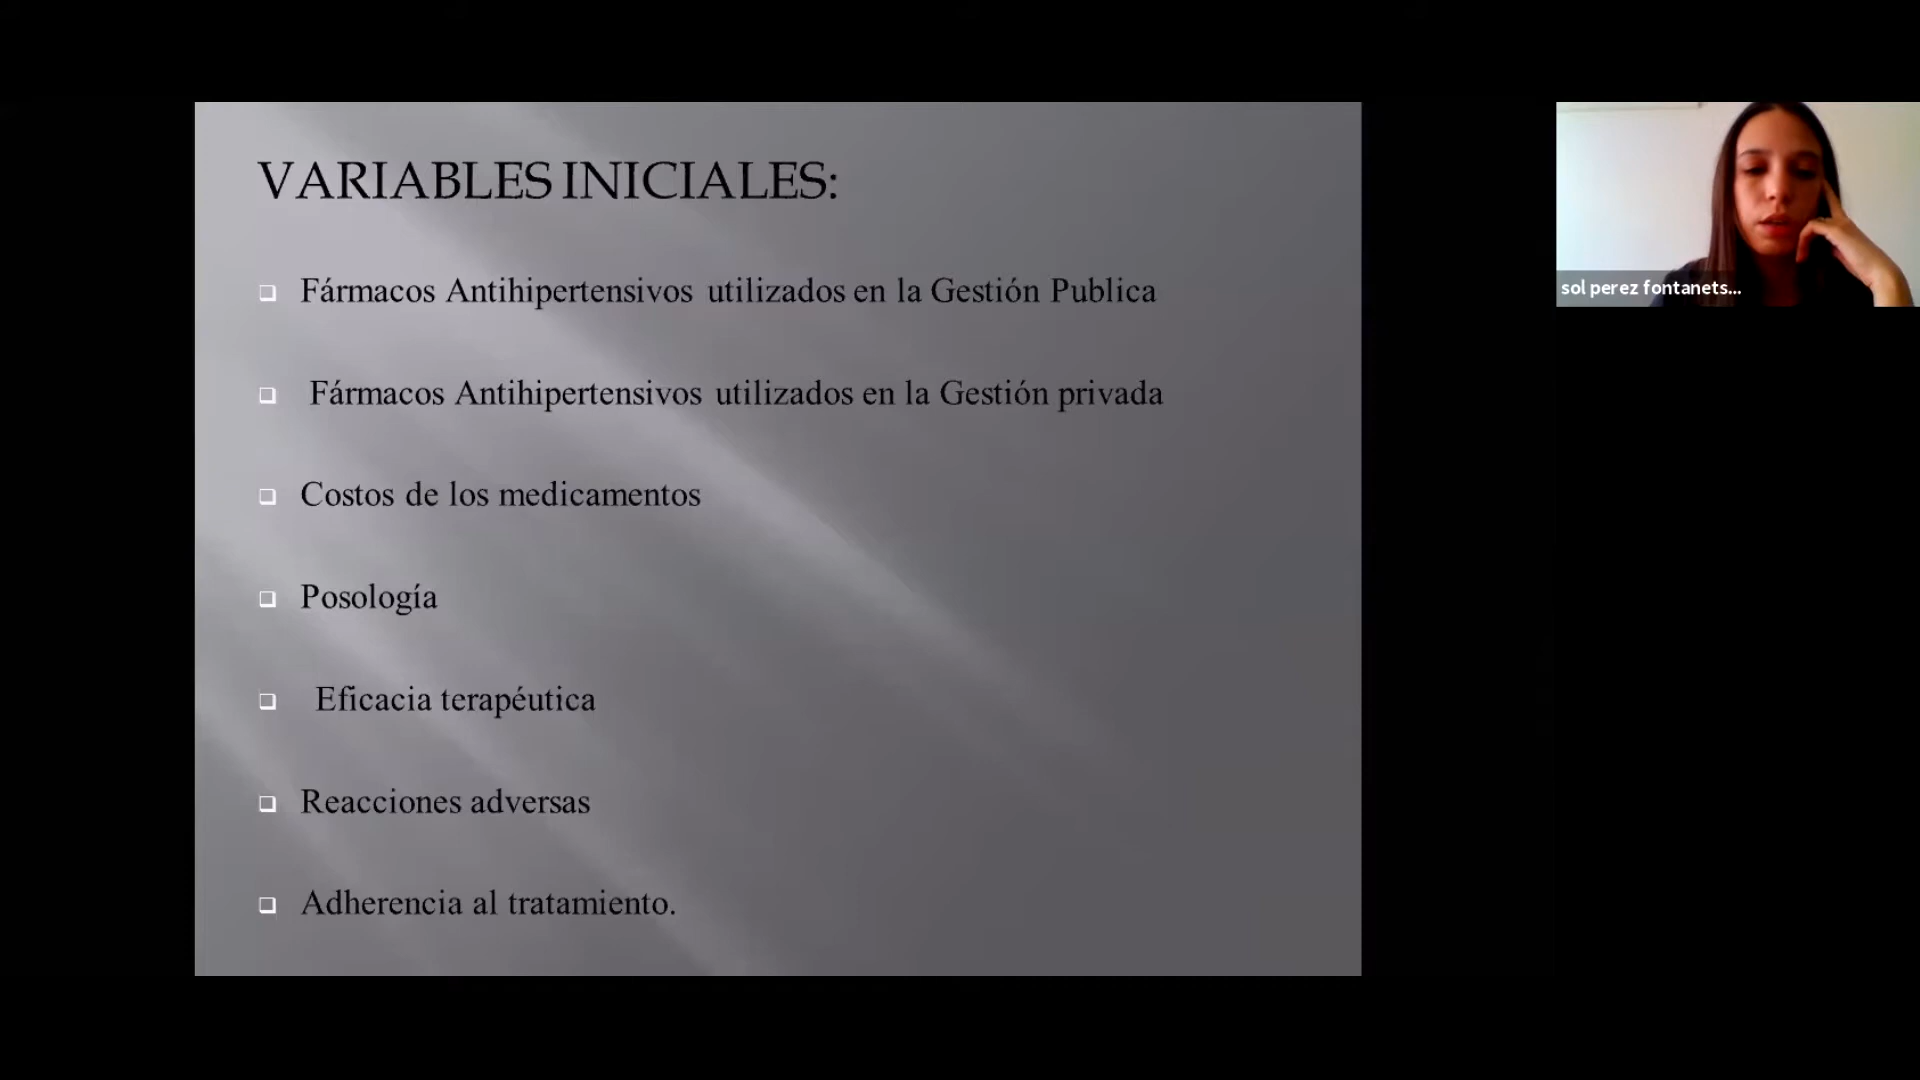 VARIABLES INICIALES:
Fármacos Antihipertensivos utilizados en la Gestión Publica
Fármacos Antihipertensivos utilizados en la Gestión privada
Costos de los medicamentos
Posología
Eficacia terapéutica
Reacciones adversas
Adherencia al tratamiento.
sol perez fontanets...